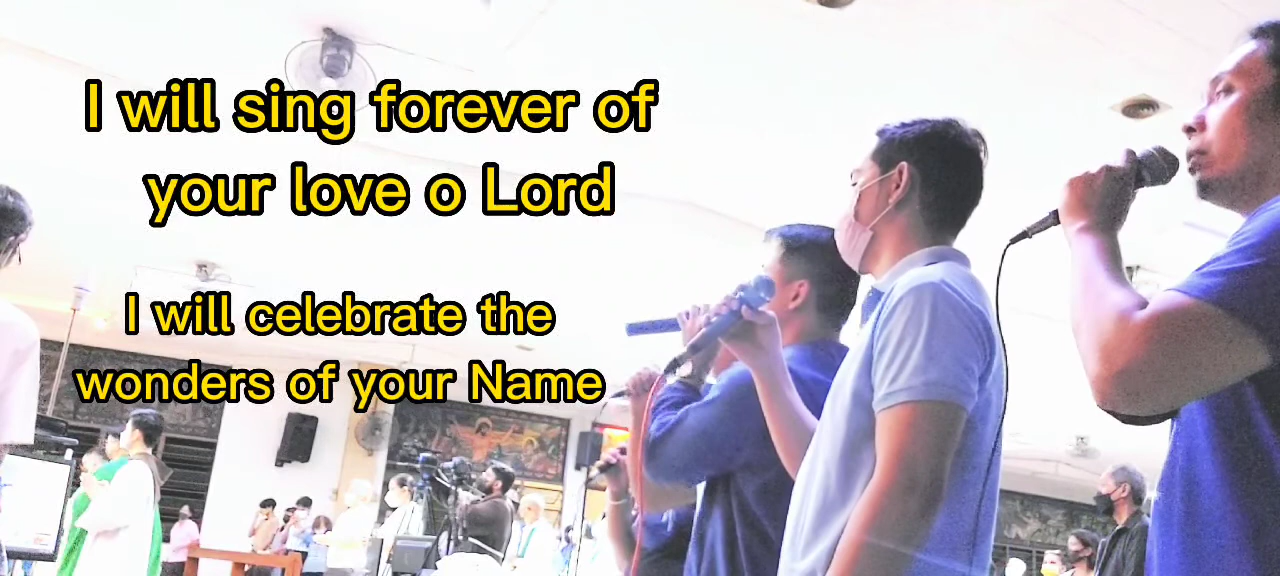 I will sing forever of
your love o Lord
I will celebrate the
wonders of your Name